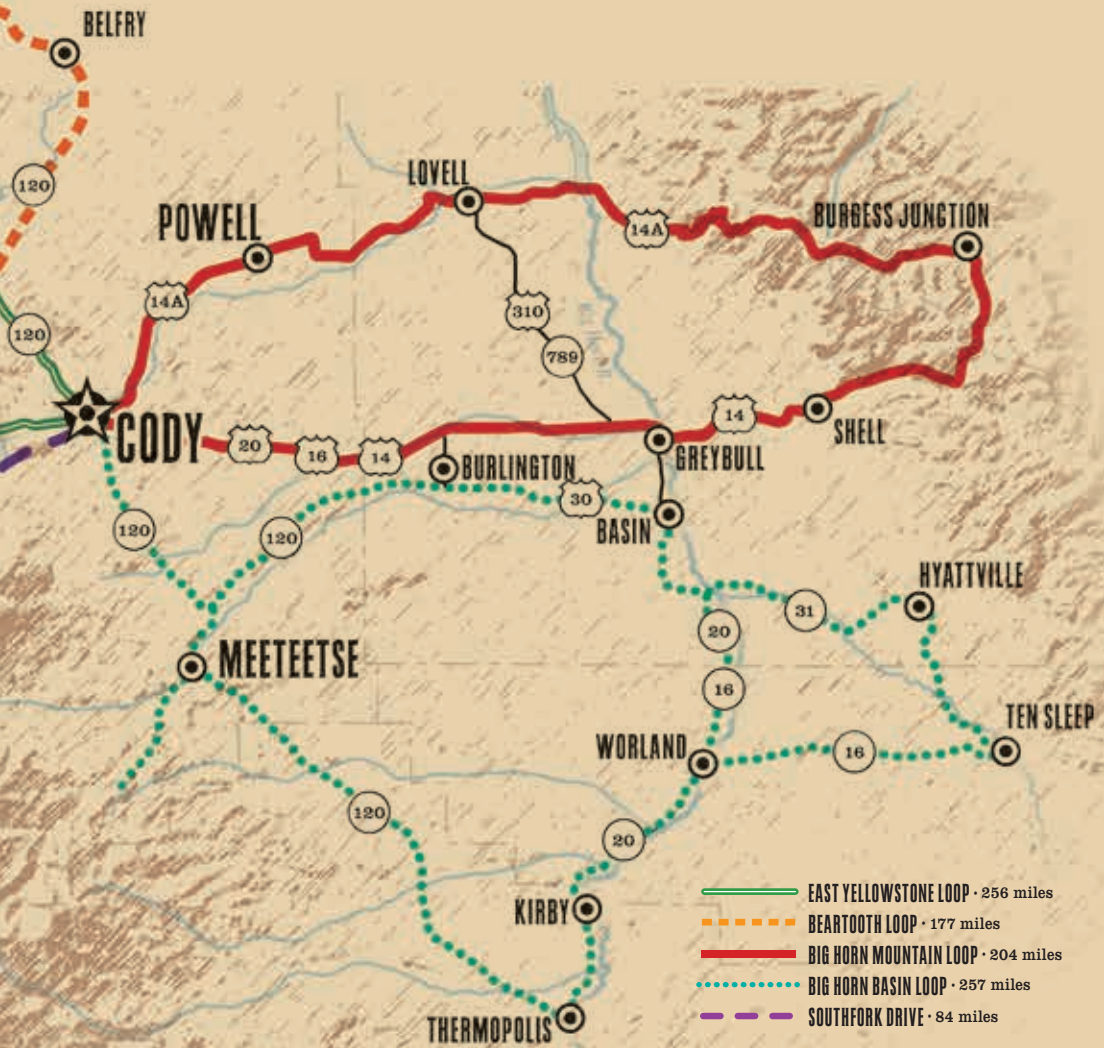 BELFRY
120
LOVELL
POWELL
14A
BURGESS JUNCTION
14A
310
120
789
CODY
20
16
14
14
SHELL
BURLINGTON
GREYBULL
30
BASIN
120
120
HYATTVILLE
31
20
MEETEETSE
16
TEN SLEEP
WORLAND
16
120
20
KIRBY
THERMOPOLIS
EAST YELLOWSTONE LOOP · 256 miles
BEARTOOTH LOOP · 177 miles
BIG HORN MOUNTAIN LOOP · 204 miles
BIG HORN BASIN LOOP · 257 miles
SOUTHFORK DRIVE · 84 miles